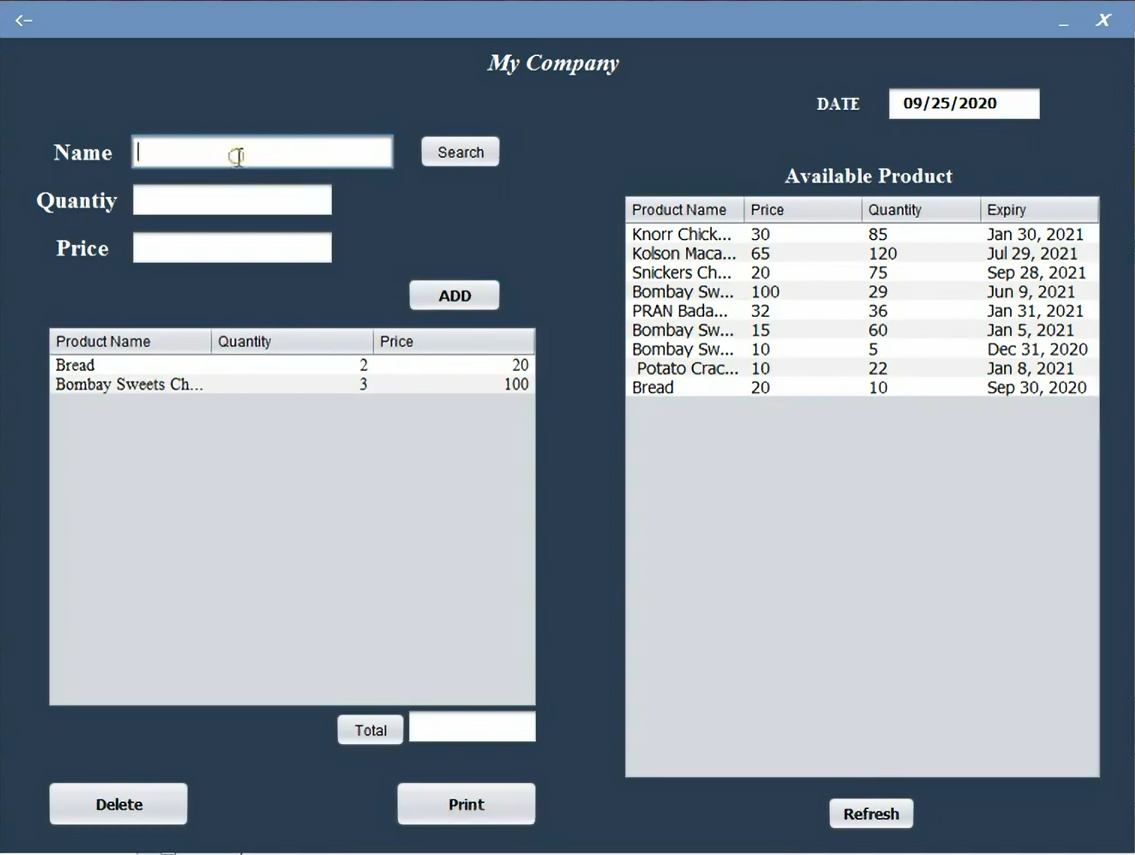 <- _ X
My Company
DATE 09/25/2020
Name Search
Quantiy
Price
ADD
Product Name Quantity Price
Bread 2 20
Bombay Sweets Ch... 3 100
Total
Delete Print
Available Product
Product Name Price Quantity Expiry
Knorr Chick... 30 85 Jan 30, 2021
Kolson Maca... 65 120 Jul 29, 2021
Snickers Ch... 20 75 Sep 28, 2021
Bombay Sw... 100 29 Jun 9, 2021
PRAN Bada... 32 36 Jan 31, 2021
Bombay Sw... 15 60 Jan 5, 2021
Bombay Sw... 10 5 Dec 31, 2020
Potato Crac... 10 22 Jan 8, 2021
Bread 20 10 Sep 30, 2020
Refresh